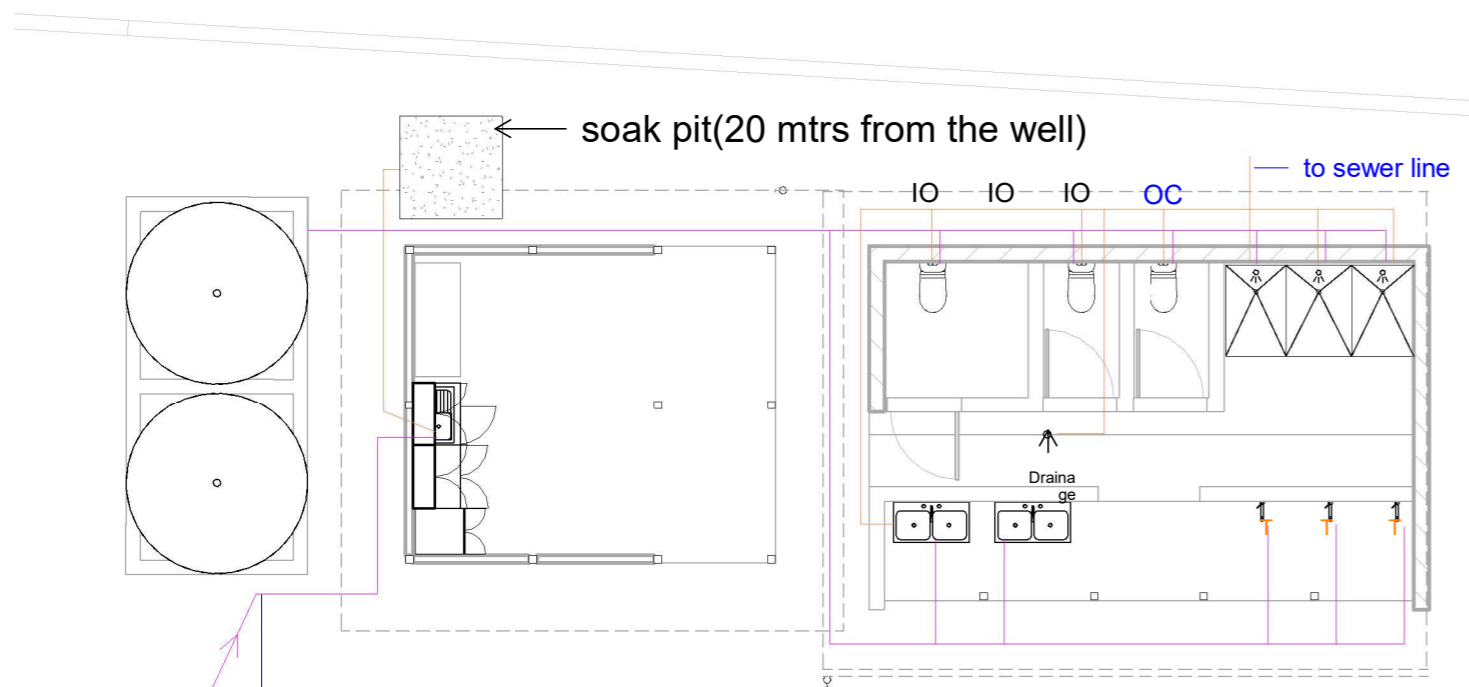 soak pit(20 mtrs from the well)
to sewer line
IO
IO
IO
OC
Draina
ge
T
T
T